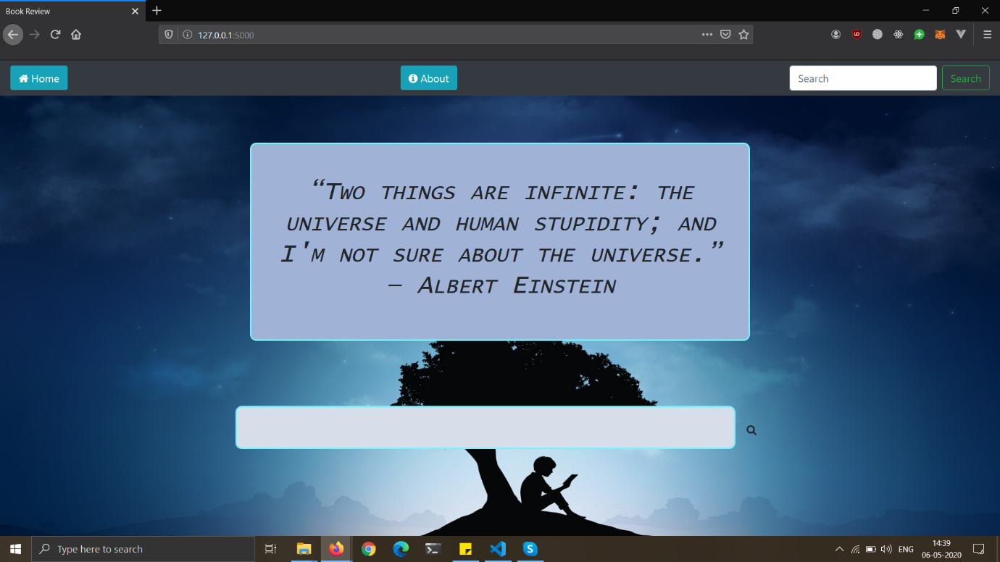 Book Review
127.0.0.1:5000
Home
About
Search
Search
“Two things are infinite: the
universe and human stupidity; and
I'm not sure about the universe.”
― Albert Einstein
Type here to search
ENG
14:39
06-05-2020